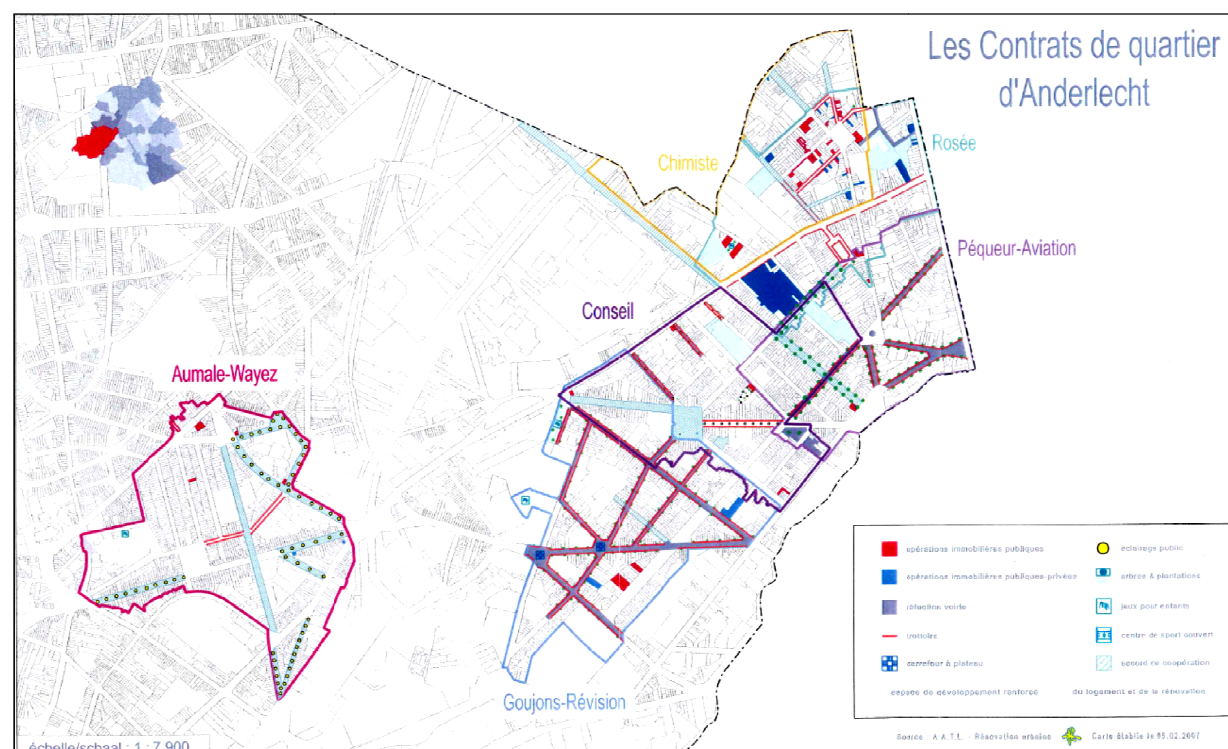 Les Contrats de quartier
d'Anderlecht
Chimiste
Rosée
Péqueur-Aviation
Conseil
Aumale-Wayez
Goujons-Révision
opérations immobilières publiques
opérations immobilières publiques-privées
réfection voirie
trottoirs
carrefour à plateau
espace de développement renforcé
éclairage public
arbres & plantations
jeux pour enfants
centre de sport couvert
accord de coopération
du logement et de la rénovation
Source : A.A.T.L. - Rénovation urbaine
Carte établie le 05.02.2007
échelle/schaal : 1 : 7.900